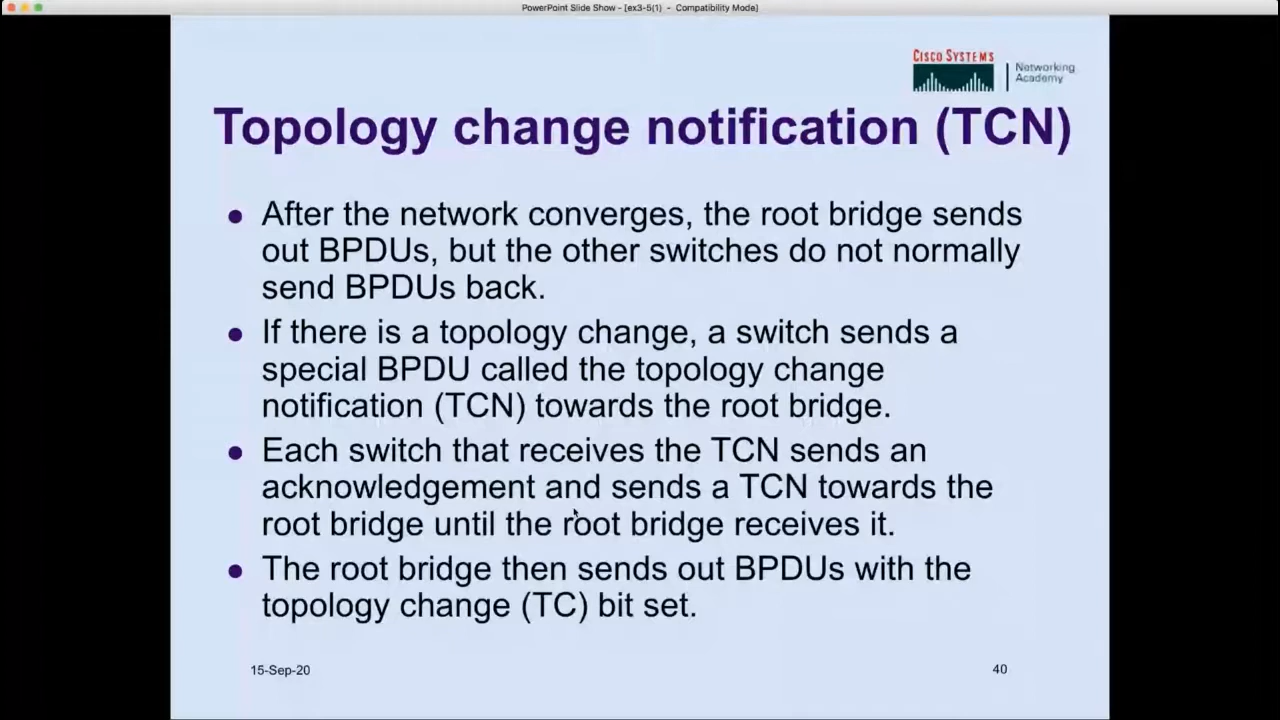 PowerPoint Slide Show - [ex3-5(1) - Compatibility Mode]
CISCO SYSTEMS
Networking
Academy
Topology change notification (TCN)
● After the network converges, the root bridge sends
out BPDUs, but the other switches do not normally
send BPDUs back.
● If there is a topology change, a switch sends a
special BPDU called the topology change
notification (TCN) towards the root bridge.
● Each switch that receives the TCN sends an
acknowledgement and sends a TCN towards the
root bridge until the root bridge receives it.
● The root bridge then sends out BPDUs with the
topology change (TC) bit set.
15-Sep-20
40